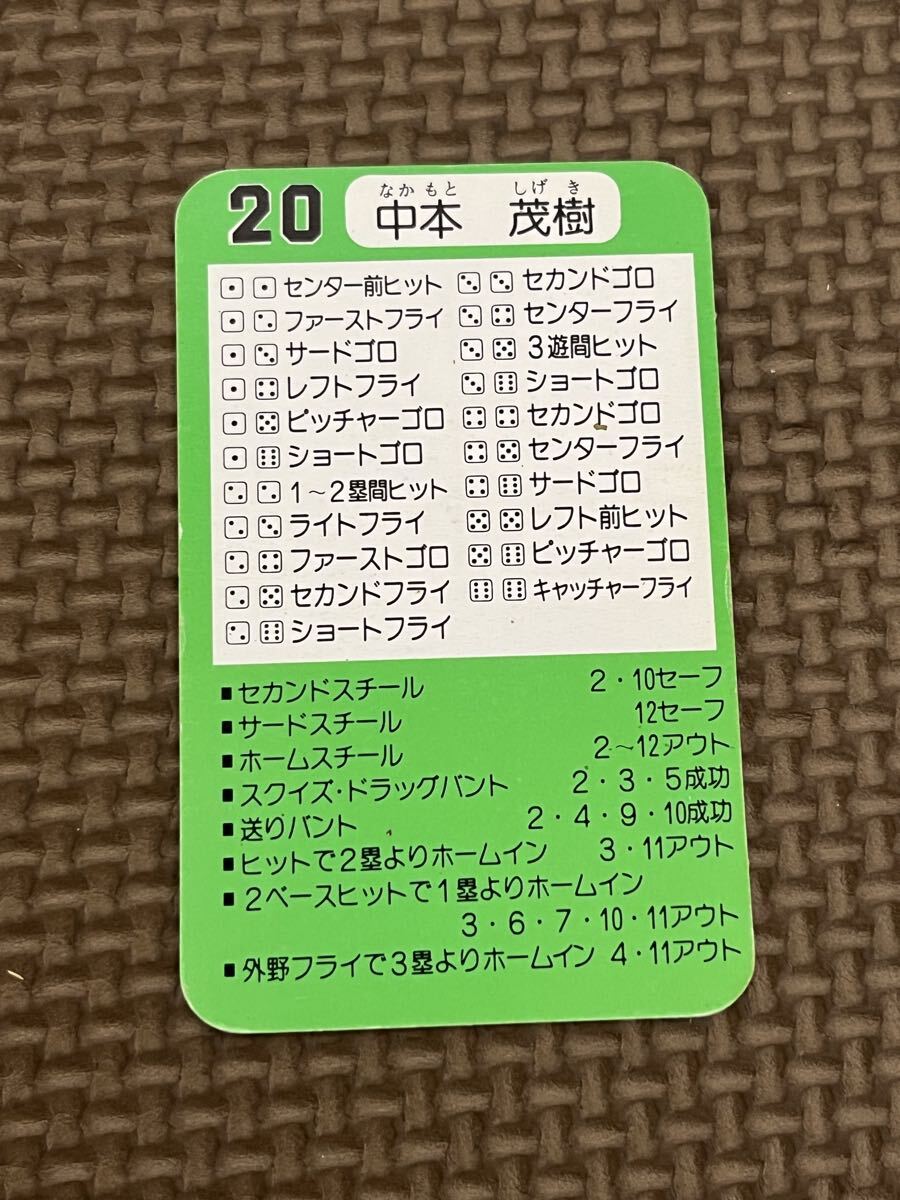 20 中本 茂樹
なか もと しげ き
⚀ ⚀ センター前ヒット
⚀ ⚁ ファーストフライ
⚀ ⚂ サードゴロ
⚀ ⚃ レフトフライ
⚀ ⚄ ピッチャーゴロ
⚀ ⚅ ショートゴロ
⚁ ⚁ 1～2塁間ヒット
⚁ ⚂ ライトフライ
⚁ ⚃ ファーストゴロ
⚁ ⚄ セカンドフライ
⚁ ⚅ ショートフライ
⚂ ⚂ セカンドゴロ
⚂ ⚃ センターフライ
⚂ ⚄ 3遊間ヒット
⚂ ⚅ ショートゴロ
⚃ ⚃ セカンドゴロ
⚃ ⚄ センターフライ
⚃ ⚅ サードゴロ
⚄ ⚄ レフト前ヒット
⚄ ⚅ ピッチャーゴロ
⚅ ⚅ キャッチャーフライ
■セカンドスチール 2・10セーフ
■サードスチール 12セーフ
■ホームスチール 2～12アウト
■スクイズ・ドラッグバント 2・3・5成功
■送りバント 2・4・9・10成功
■ヒットで2塁よりホームイン 3・11アウト
■2ベースヒットで1塁よりホームイン
3・6・7・10・11アウト
■外野フライで3塁よりホームイン 4・11アウト